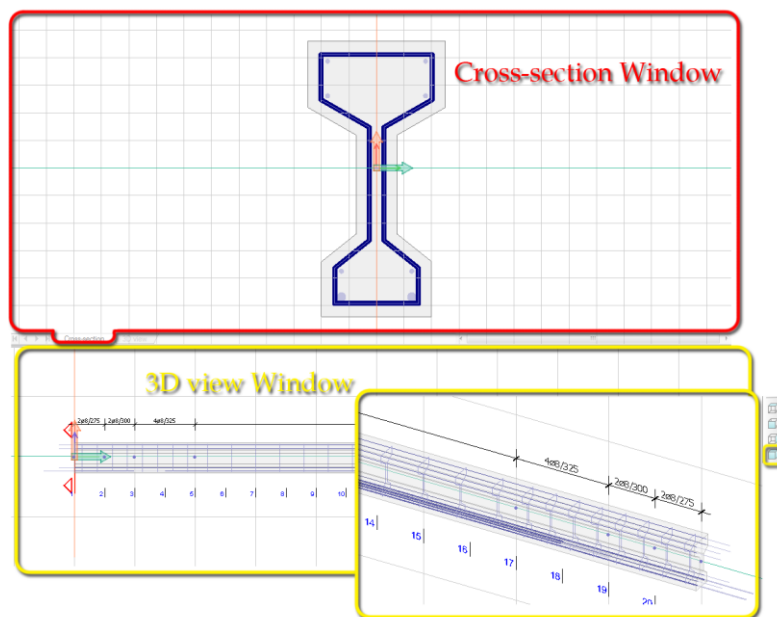 Cross-section Window
Cross-section
3D view Window
2ø8/275 2ø8/300 4ø8/325
2 3 4 5 6 7 8 9 10
4ø8/325
2ø8/300
2ø8/275
14
15
16
17
18
19
20